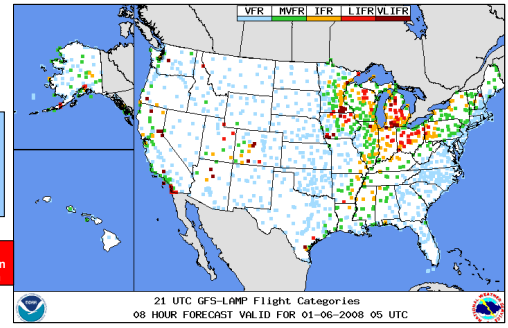 VFR MVFR IFR LIFR VLIFR
21 UTC GFS-LAMP Flight Categories
08 HOUR FORECAST VALID FOR 01-06-2008 05 UTC